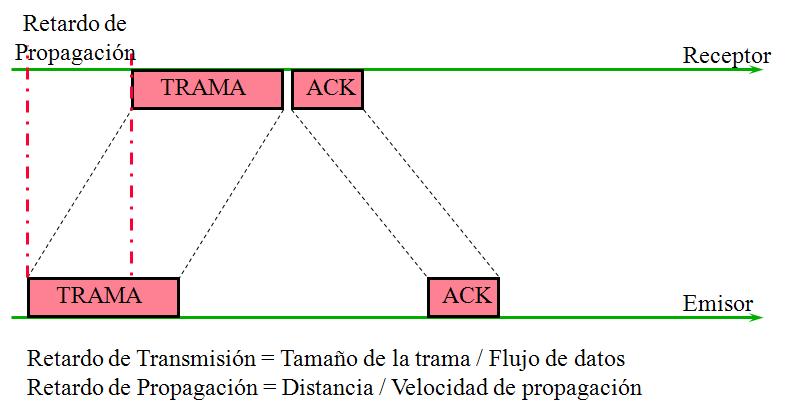 Retardo de
Propagación
Receptor
TRAMA
ACK
TRAMA
ACK
Emisor
Retardo de Transmisión = Tamaño de la trama / Flujo de datos
Retardo de Propagación = Distancia / Velocidad de propagación